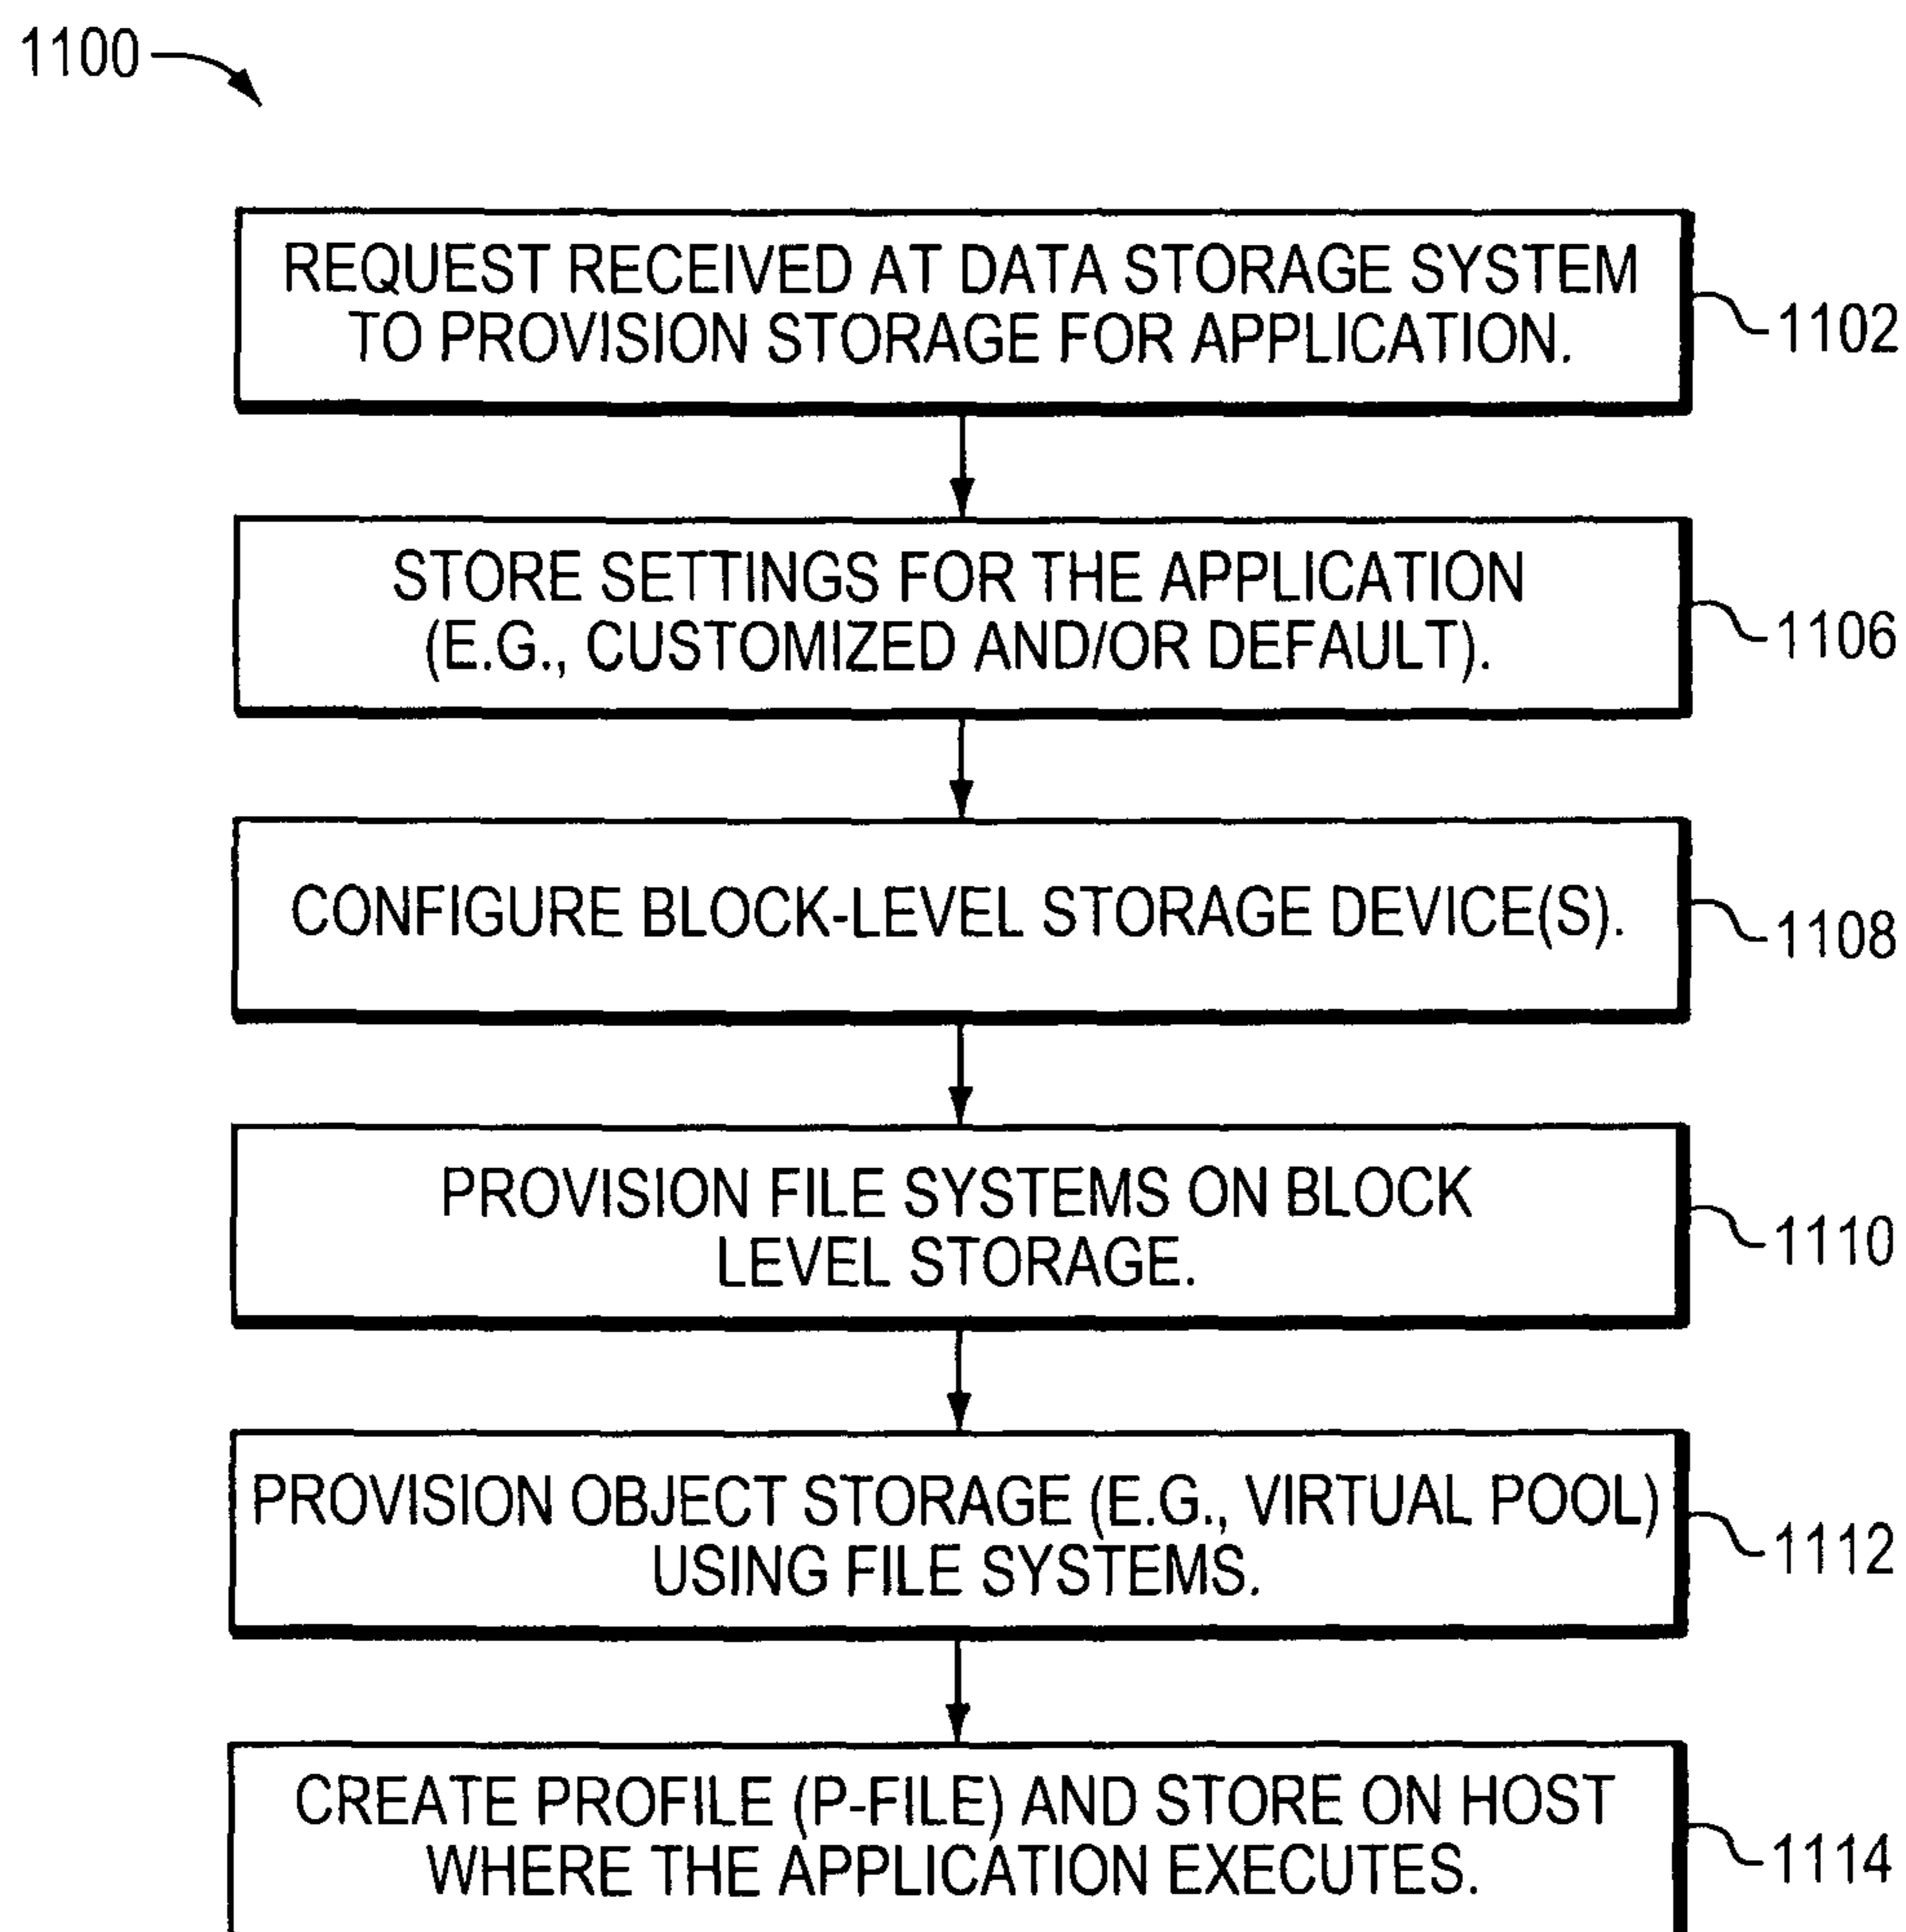 1100
REQUEST RECEIVED AT DATA STORAGE SYSTEM
TO PROVISION STORAGE FOR APPLICATION.
1102
STORE SETTINGS FOR THE APPLICATION
(E.G., CUSTOMIZED AND/OR DEFAULT).
1106
CONFIGURE BLOCK-LEVEL STORAGE DEVICE(S).
1108
PROVISION FILE SYSTEMS ON BLOCK
LEVEL STORAGE.
1110
PROVISION OBJECT STORAGE (E.G., VIRTUAL POOL)
USING FILE SYSTEMS.
1112
CREATE PROFILE (P-FILE) AND STORE ON HOST
WHERE THE APPLICATION EXECUTES.
1114